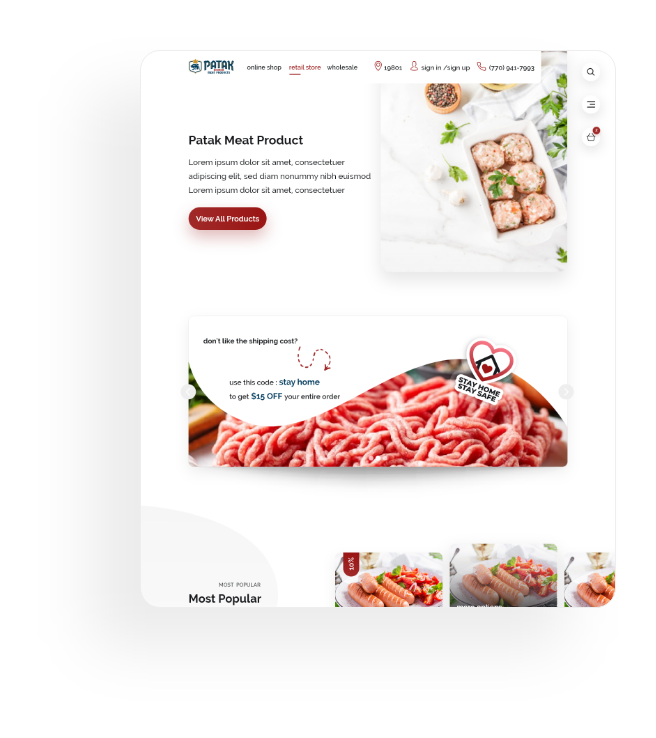 PATAK
MEAT PRODUCTS
online shop
retail store
wholesale
19801
sign in /sign up
(770) 941-7993
Patak Meat Product
Lorem ipsum dolor sit amet, consectetuer
adipiscing elit, sed diam nonummy nibh euismod
Lorem ipsum dolor sit amet, consectetuer
View All Products
don't like the shipping cost?
use this code : stay home
to get $15 OFF your entire order
STAY HOME
STAY SAFE
10%
MOST POPULAR
Most Popular
more options